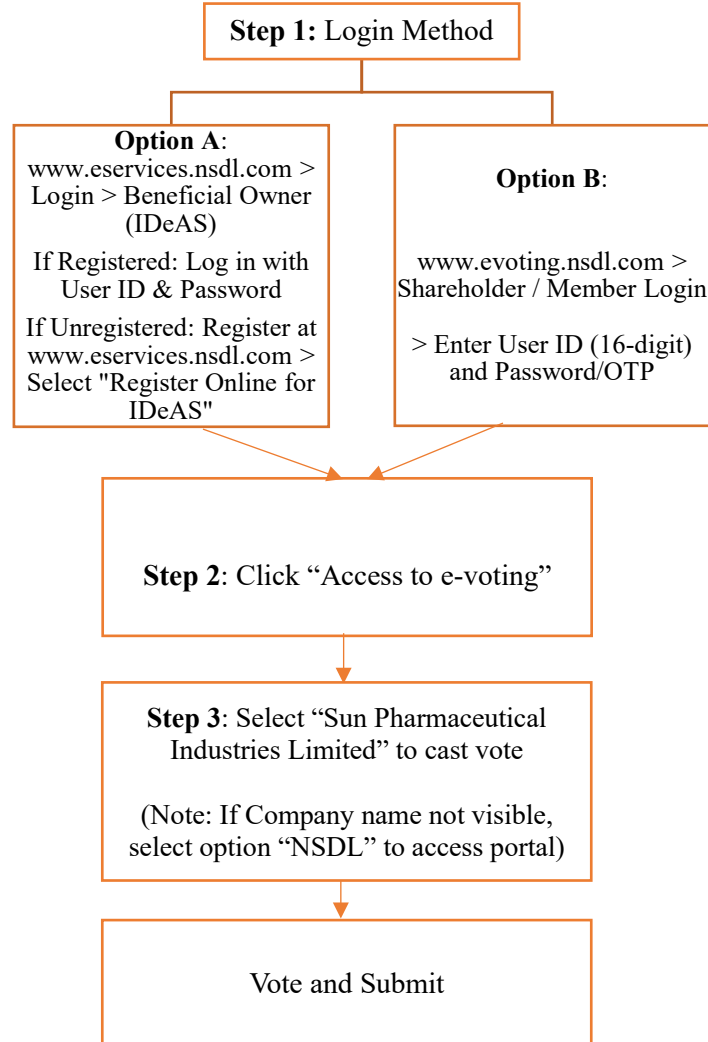 Step 1: Login Method
Option A:
www.eservices.nsdl.com >
Login > Beneficial Owner
(IDeAS)
If Registered: Log in with
User ID & Password
If Unregistered: Register at
www.eservices.nsdl.com >
Select "Register Online for
IDeAS"
Option B:
www.evoting.nsdl.com >
Shareholder / Member Login
> Enter User ID (16-digit)
and Password/OTP
Step 2: Click “Access to e-voting”
Step 3: Select “Sun Pharmaceutical
Industries Limited” to cast vote
(Note: If Company name not visible,
select option “NSDL” to access portal)
Vote and Submit